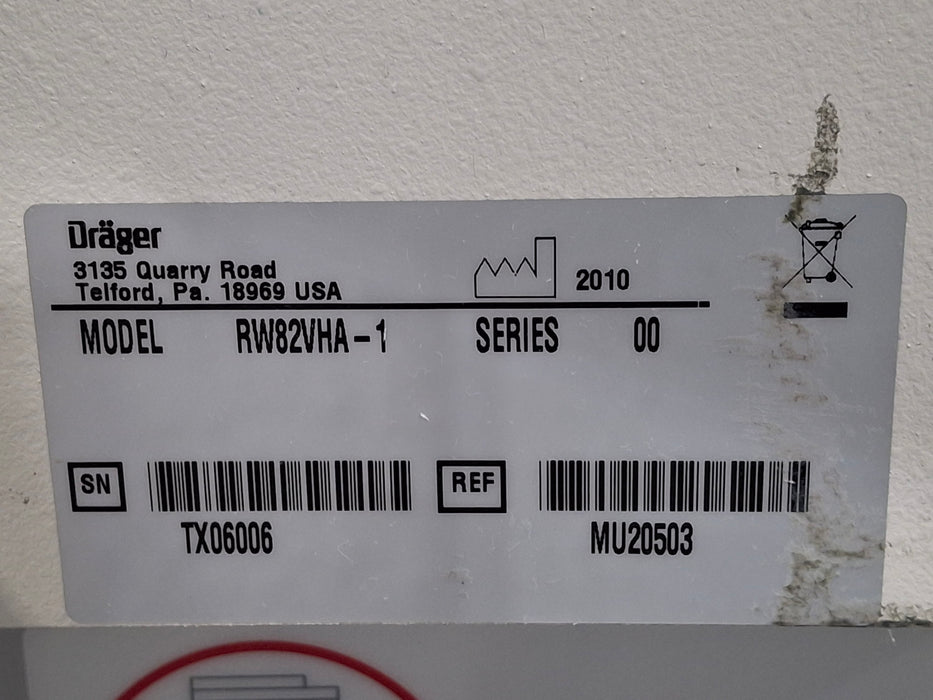 Dräger
3135 Quarry Road
Telford, Pa. 18969 USA
2010
MODEL RW82VHA-1 SERIES 00
SN REF
TX06006 MU20503